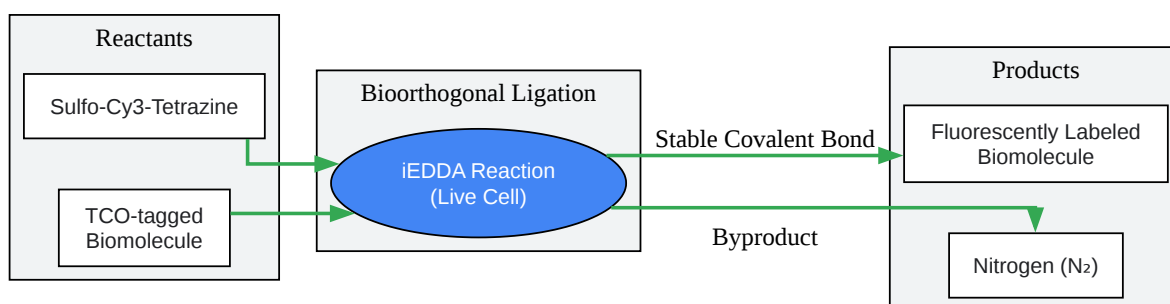 Reactants
Sulfo-Cy3-Tetrazine
TCO-tagged
Biomolecule
Bioorthogonal Ligation
iEDDA Reaction
(Live Cell)
Stable Covalent Bond
Byproduct
Products
Fluorescently Labeled
Biomolecule
Nitrogen (N₂)